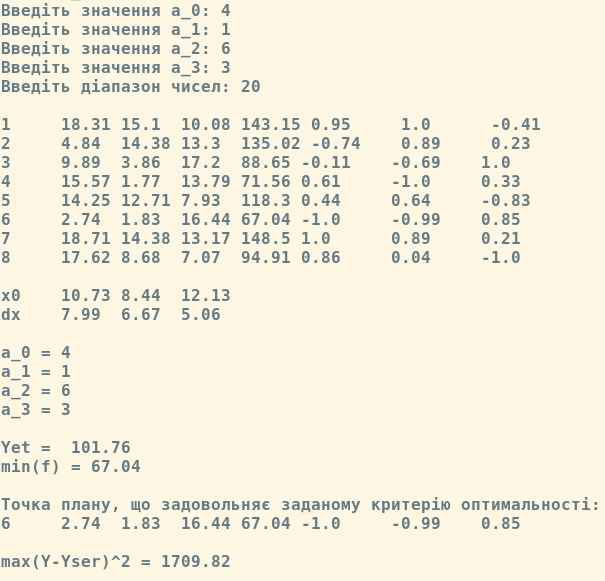 Введіть значення a_0: 4
Введіть значення a_1: 1
Введіть значення a_2: 6
Введіть значення a_3: 3
Введіть діапазон чисел: 20
1 18.31 15.1 10.08 143.15 0.95 1.0 -0.41
2 4.84 14.38 13.3 135.02 -0.74 0.89 0.23
3 9.89 3.86 17.2 88.65 -0.11 -0.69 1.0
4 15.57 1.77 13.79 71.56 0.61 -1.0 0.33
5 14.25 12.71 7.93 118.3 0.44 0.64 -0.83
6 2.74 1.83 16.44 67.04 -1.0 -0.99 0.85
7 18.71 14.38 13.17 148.5 1.0 0.89 0.21
8 17.62 8.68 7.07 94.91 0.86 0.04 -1.0
x0 10.73 8.44 12.13
dx 7.99 6.67 5.06
a_0 = 4
a_1 = 1
a_2 = 6
a_3 = 3
Yet = 101.76
min(f) = 67.04
Точка плану, що задовольняє заданому критерію оптимальності:
6 2.74 1.83 16.44 67.04 -1.0 -0.99 0.85
max(Y-Yser)^2 = 1709.82